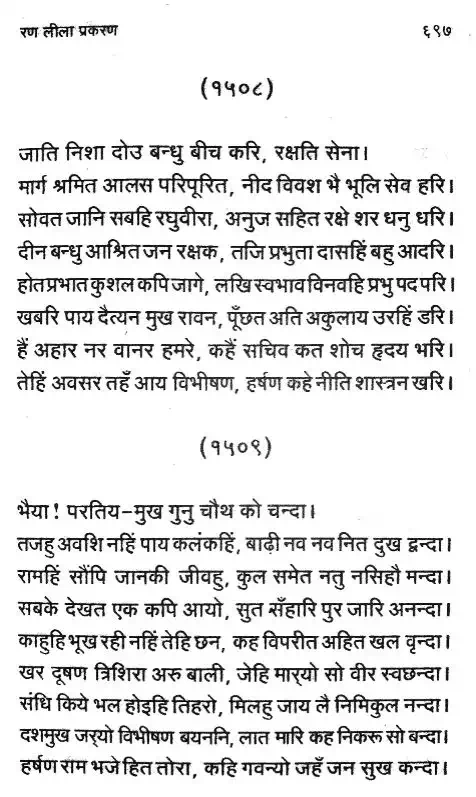 रण लीला प्रकरण ६९७
(१५०८)
जाति निशा दोउ बन्धु बीच करि, रक्षति सेना।
मार्ग श्रमित आलस परिपूरित, नीद विवश भै भूलि सेव हरि।
सोवत जानि सबहि रघुवीरा, अनुज सहित रक्षे शर धनु धरि।
दीन बन्धु आश्रित जन रक्षक, तजि प्रभुता दासहिं बहु आदरि।
होत प्रभात कुशल कपि जागे, लखि स्वभाव विनवहि प्रभु पद परि।
खबरि पाय दैत्यन मुख रावन, पूँछत अति अकुलाय उरहिं डरि।
हैं अहार नर वानर हमरे, कहैं सचिव कत शोच हृदय भरि।
तेहिं अवसर तहँ आय विभीषण, हर्षण कहे नीति शास्त्रन खरि।
(१५०९)
भैया! परतिय-मुख गुनु चौथ को चन्दा।
तजहु अवशि नहिं पाय कलंकहिं, बाढ़ी नव नव नित दुख द्वन्दा।
रामहिं सौंपि जानकी जीवहु, कुल समेत नतु नसिहौ मन्दा।
सबके देखत एक कपि आयो, सुत सँहारि पुर जारि अनन्दा।
काहुहि भूख रही नहिं तेहि छन, कह विपरीत अहित खल वृन्दा।
खर दूषण त्रिशिरा अरु बाली, जेहि मार्‌यो सो वीर स्वछन्दा।
संधि किये भल होइहि तिहरो, मिलहु जाय लै निमिकुल नन्दा।
दशमुख जर्‌यो विभीषण बयननि, लात मारि कह निकरू सो बन्दा।
हर्षण राम भजे हित तोरा, कहि गवन्यो जहँ जन सुख कन्दा।